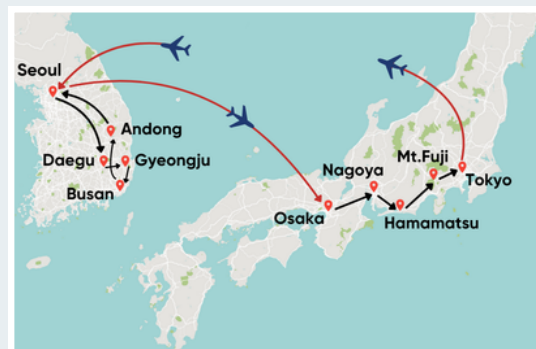 Seoul
Andong
Daegu
Gyeongju
Busan
Nagoya
Mt.Fuji
Tokyo
Osaka
Hamamatsu